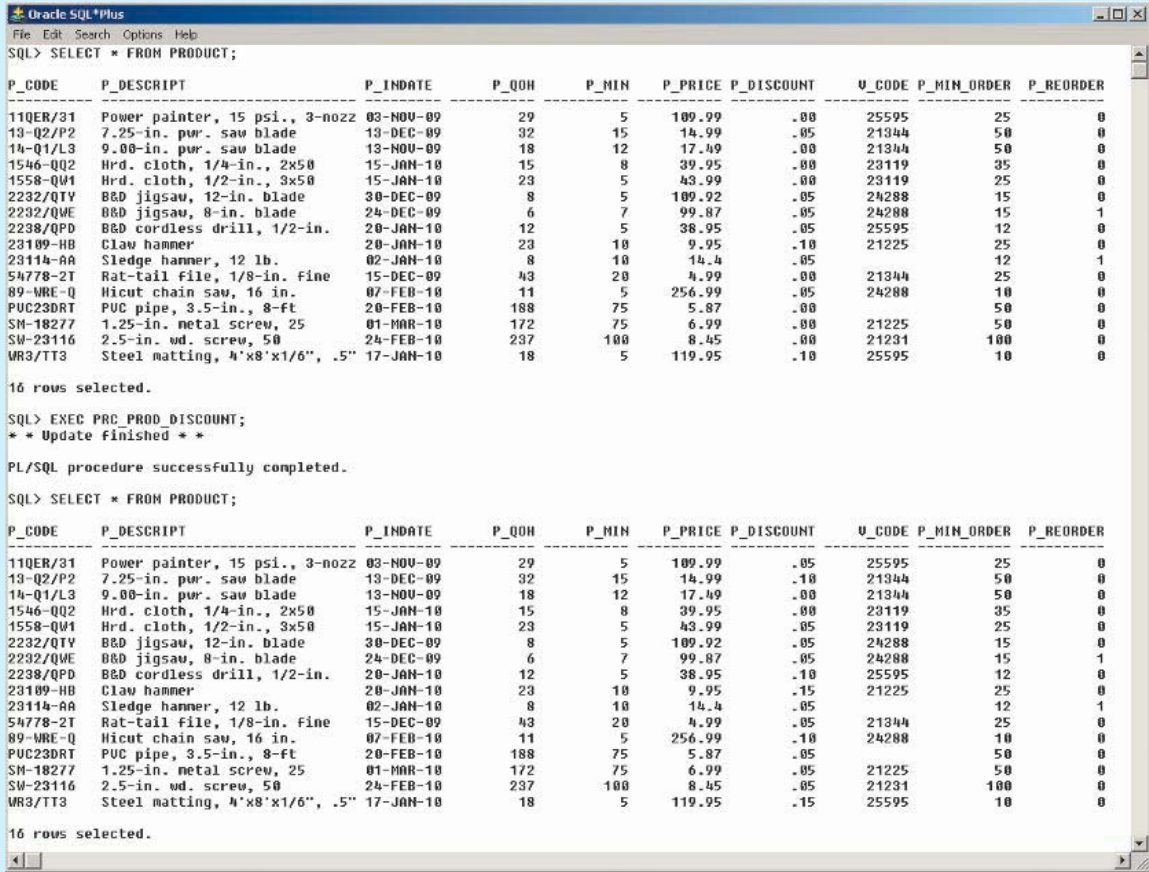 Oracle SQL*Plus
File Edit Search Options Help
SQL> SELECT * FROM PRODUCT;
P_CODE P_DESCRIPT P_INDATE P_QOH P_MIN P_PRICE P_DISCOUNT V_CODE P_MIN_ORDER P_REORDER
---------- ----------------------------------- --------- ---------- ---------- ---------- ---------- ---------- ----------- ----------
11QER/31 Power painter, 15 psi., 3-nozz 03-NOV-09 29 5 109.99 .00 25595 25 0
13-Q2/P2 7.25-in. pwr. saw blade 13-DEC-09 32 15 14.99 .05 21344 50 0
14-Q1/L3 9.00-in. pwr. saw blade 13-NOV-09 18 12 17.49 .00 21344 50 0
1546-QQ2 Hrd. cloth, 1/4-in., 2x50 15-JAN-10 15 8 39.95 .00 23119 35 0
1558-QW1 Hrd. cloth, 1/2-in., 3x50 15-JAN-10 23 5 43.99 .00 23119 25 0
2232/QTY B&D jigsaw, 12-in. blade 30-DEC-09 8 5 109.92 .05 24288 15 0
2232/QWE B&D jigsaw, 8-in. blade 24-DEC-09 6 7 99.87 .05 24288 15 1
2238/QPD B&D cordless drill, 1/2-in. 20-JAN-10 12 5 38.95 .05 25595 12 0
23109-HB Claw hammer 20-JAN-10 23 10 9.95 .10 21225 25 0
23114-AA Sledge hammer, 12 lb. 02-JAN-10 8 10 14.4 .05 12 1
54778-2T Rat-tail file, 1/8-in. fine 15-DEC-09 43 20 4.99 .00 21344 25 0
89-WRE-Q Hicut chain saw, 16 in. 07-FEB-10 11 5 256.99 .05 24288 10 0
PVC23DRT PVC pipe, 3.5-in., 8-ft 20-FEB-10 188 75 5.87 .00 50 0
SM-18277 1.25-in. metal screw, 25 01-MAR-10 172 75 6.99 .00 21225 50 0
SW-23116 2.5-in. wd. screw, 50 24-FEB-10 237 100 8.45 .00 21231 100 0
WR3/TT3 Steel matting, 4'x8'x1/6", .5" 17-JAN-10 18 5 119.95 .10 25595 10 0
16 rows selected.
SQL> EXEC PRC_PROD_DISCOUNT;
* * Update finished * *
PL/SQL procedure successfully completed.
SQL> SELECT * FROM PRODUCT;
P_CODE P_DESCRIPT P_INDATE P_QOH P_MIN P_PRICE P_DISCOUNT V_CODE P_MIN_ORDER P_REORDER
---------- ----------------------------------- --------- ---------- ---------- ---------- ---------- ---------- ----------- ----------
11QER/31 Power painter, 15 psi., 3-nozz 03-NOV-09 29 5 109.99 .05 25595 25 0
13-Q2/P2 7.25-in. pwr. saw blade 13-DEC-09 32 15 14.99 .10 21344 50 0
14-Q1/L3 9.00-in. pwr. saw blade 13-NOV-09 18 12 17.49 .00 21344 50 0
1546-QQ2 Hrd. cloth, 1/4-in., 2x50 15-JAN-10 15 8 39.95 .00 23119 35 0
1558-QW1 Hrd. cloth, 1/2-in., 3x50 15-JAN-10 23 5 43.99 .05 23119 25 0
2232/QTY B&D jigsaw, 12-in. blade 30-DEC-09 8 5 109.92 .05 24288 15 0
2232/QWE B&D jigsaw, 8-in. blade 24-DEC-09 6 7 99.87 .05 24288 15 1
2238/QPD B&D cordless drill, 1/2-in. 20-JAN-10 12 5 38.95 .10 25595 12 0
23109-HB Claw hammer 20-JAN-10 23 10 9.95 .15 21225 25 0
23114-AA Sledge hammer, 12 lb. 02-JAN-10 8 10 14.4 .05 12 1
54778-2T Rat-tail file, 1/8-in. fine 15-DEC-09 43 20 4.99 .05 21344 25 0
89-WRE-Q Hicut chain saw, 16 in. 07-FEB-10 11 5 256.99 .10 24288 10 0
PVC23DRT PVC pipe, 3.5-in., 8-ft 20-FEB-10 188 75 5.87 .05 50 0
SM-18277 1.25-in. metal screw, 25 01-MAR-10 172 75 6.99 .05 21225 50 0
SW-23116 2.5-in. wd. screw, 50 24-FEB-10 237 100 8.45 .05 21231 100 0
WR3/TT3 Steel matting, 4'x8'x1/6", .5" 17-JAN-10 18 5 119.95 .15 25595 10 0
16 rows selected.